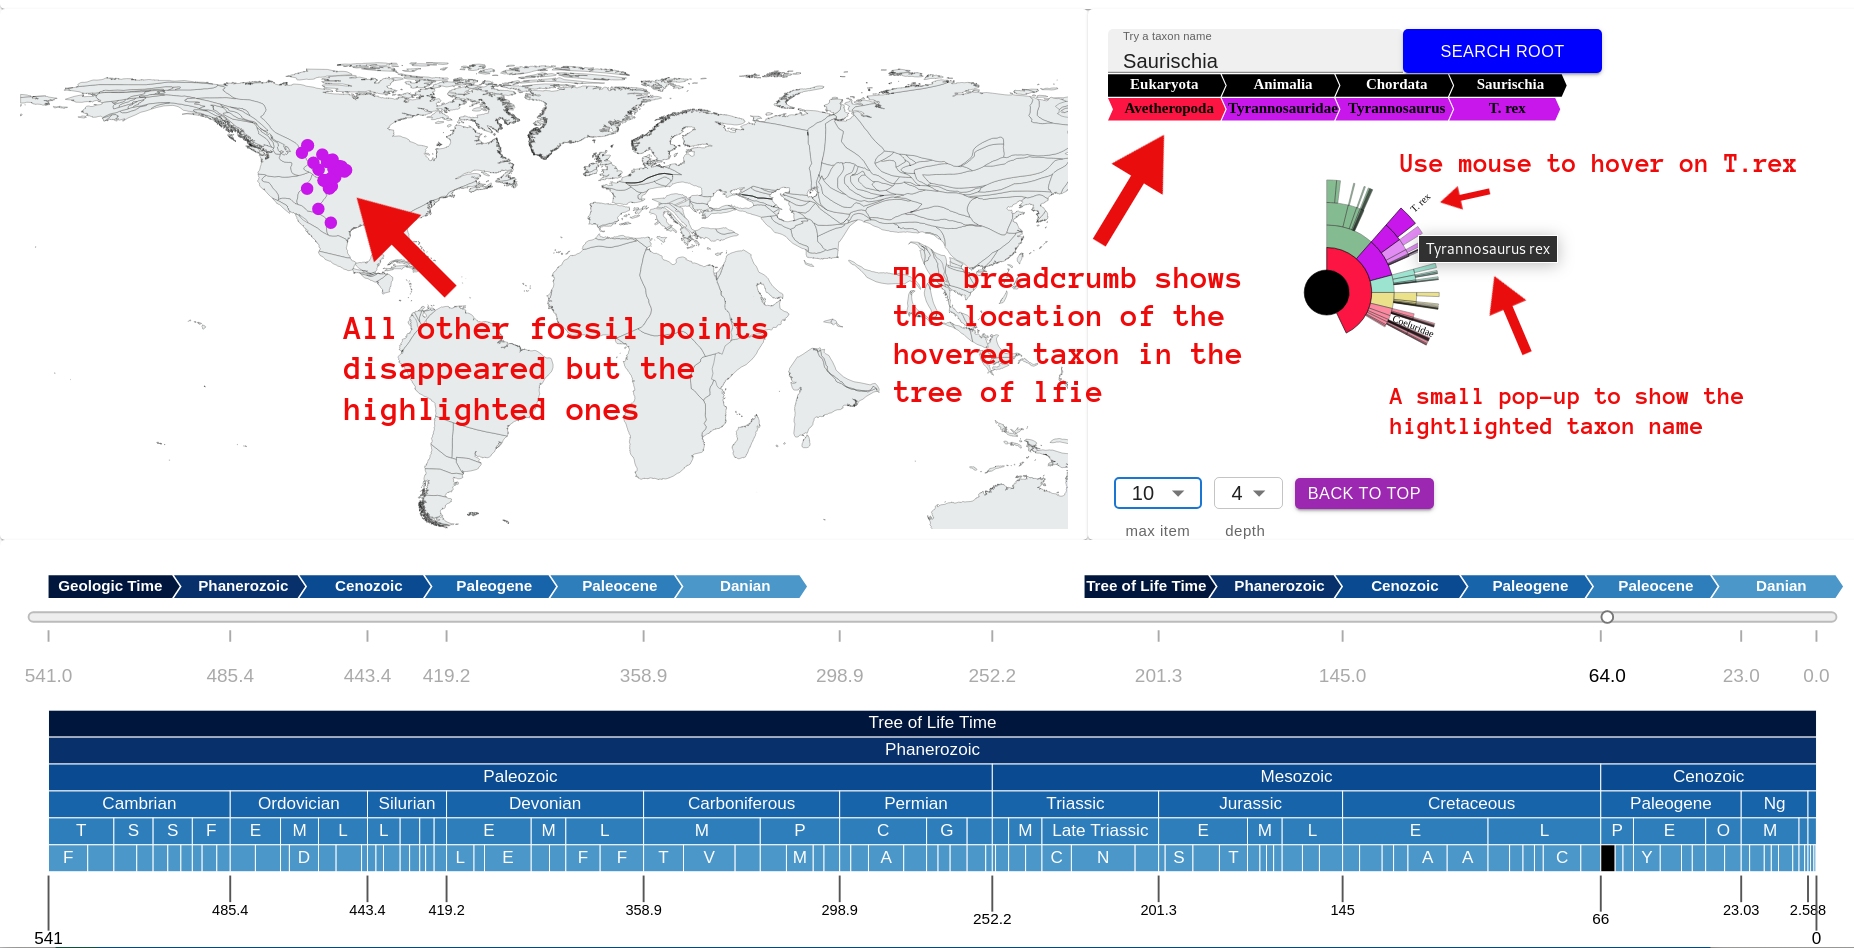 Try a taxon name
Saurischia
SEARCH ROOT
Eukaryota Animalia Chordata Saurischia
Avetheropoda Tyrannosauridae Tyrannosaurus T. rex
Use mouse to hover on T.rex
T. rex
Tyrannosaurus rex
Coeluridae
All other fossil points
disappeared but the
highlighted ones
The breadcrumb shows
the location of the
hovered taxon in the
tree of lfie
A small pop-up to show the
hightlighted taxon name
10 4 BACK TO TOP
max item depth
Geologic Time Phanerozoic Cenozoic Paleogene Paleocene Danian
Tree of Life Time Phanerozoic Cenozoic Paleogene Paleocene Danian
541.0 485.4 443.4 419.2 358.9 298.9 252.2 201.3 145.0 64.0 23.0 0.0
Tree of Life Time
Phanerozoic
Paleozoic Mesozoic Cenozoic
Cambrian Ordovician Silurian Devonian Carboniferous Permian Triassic Jurassic Cretaceous Paleogene Ng
T S S F E M L L E M L M P C G M Late Triassic E M L E L P E O M
F D L E F F T V M A C N S T A A C Y
485.4 443.4 419.2 358.9 298.9 252.2 201.3 145 66 23.03 2.588
541 0